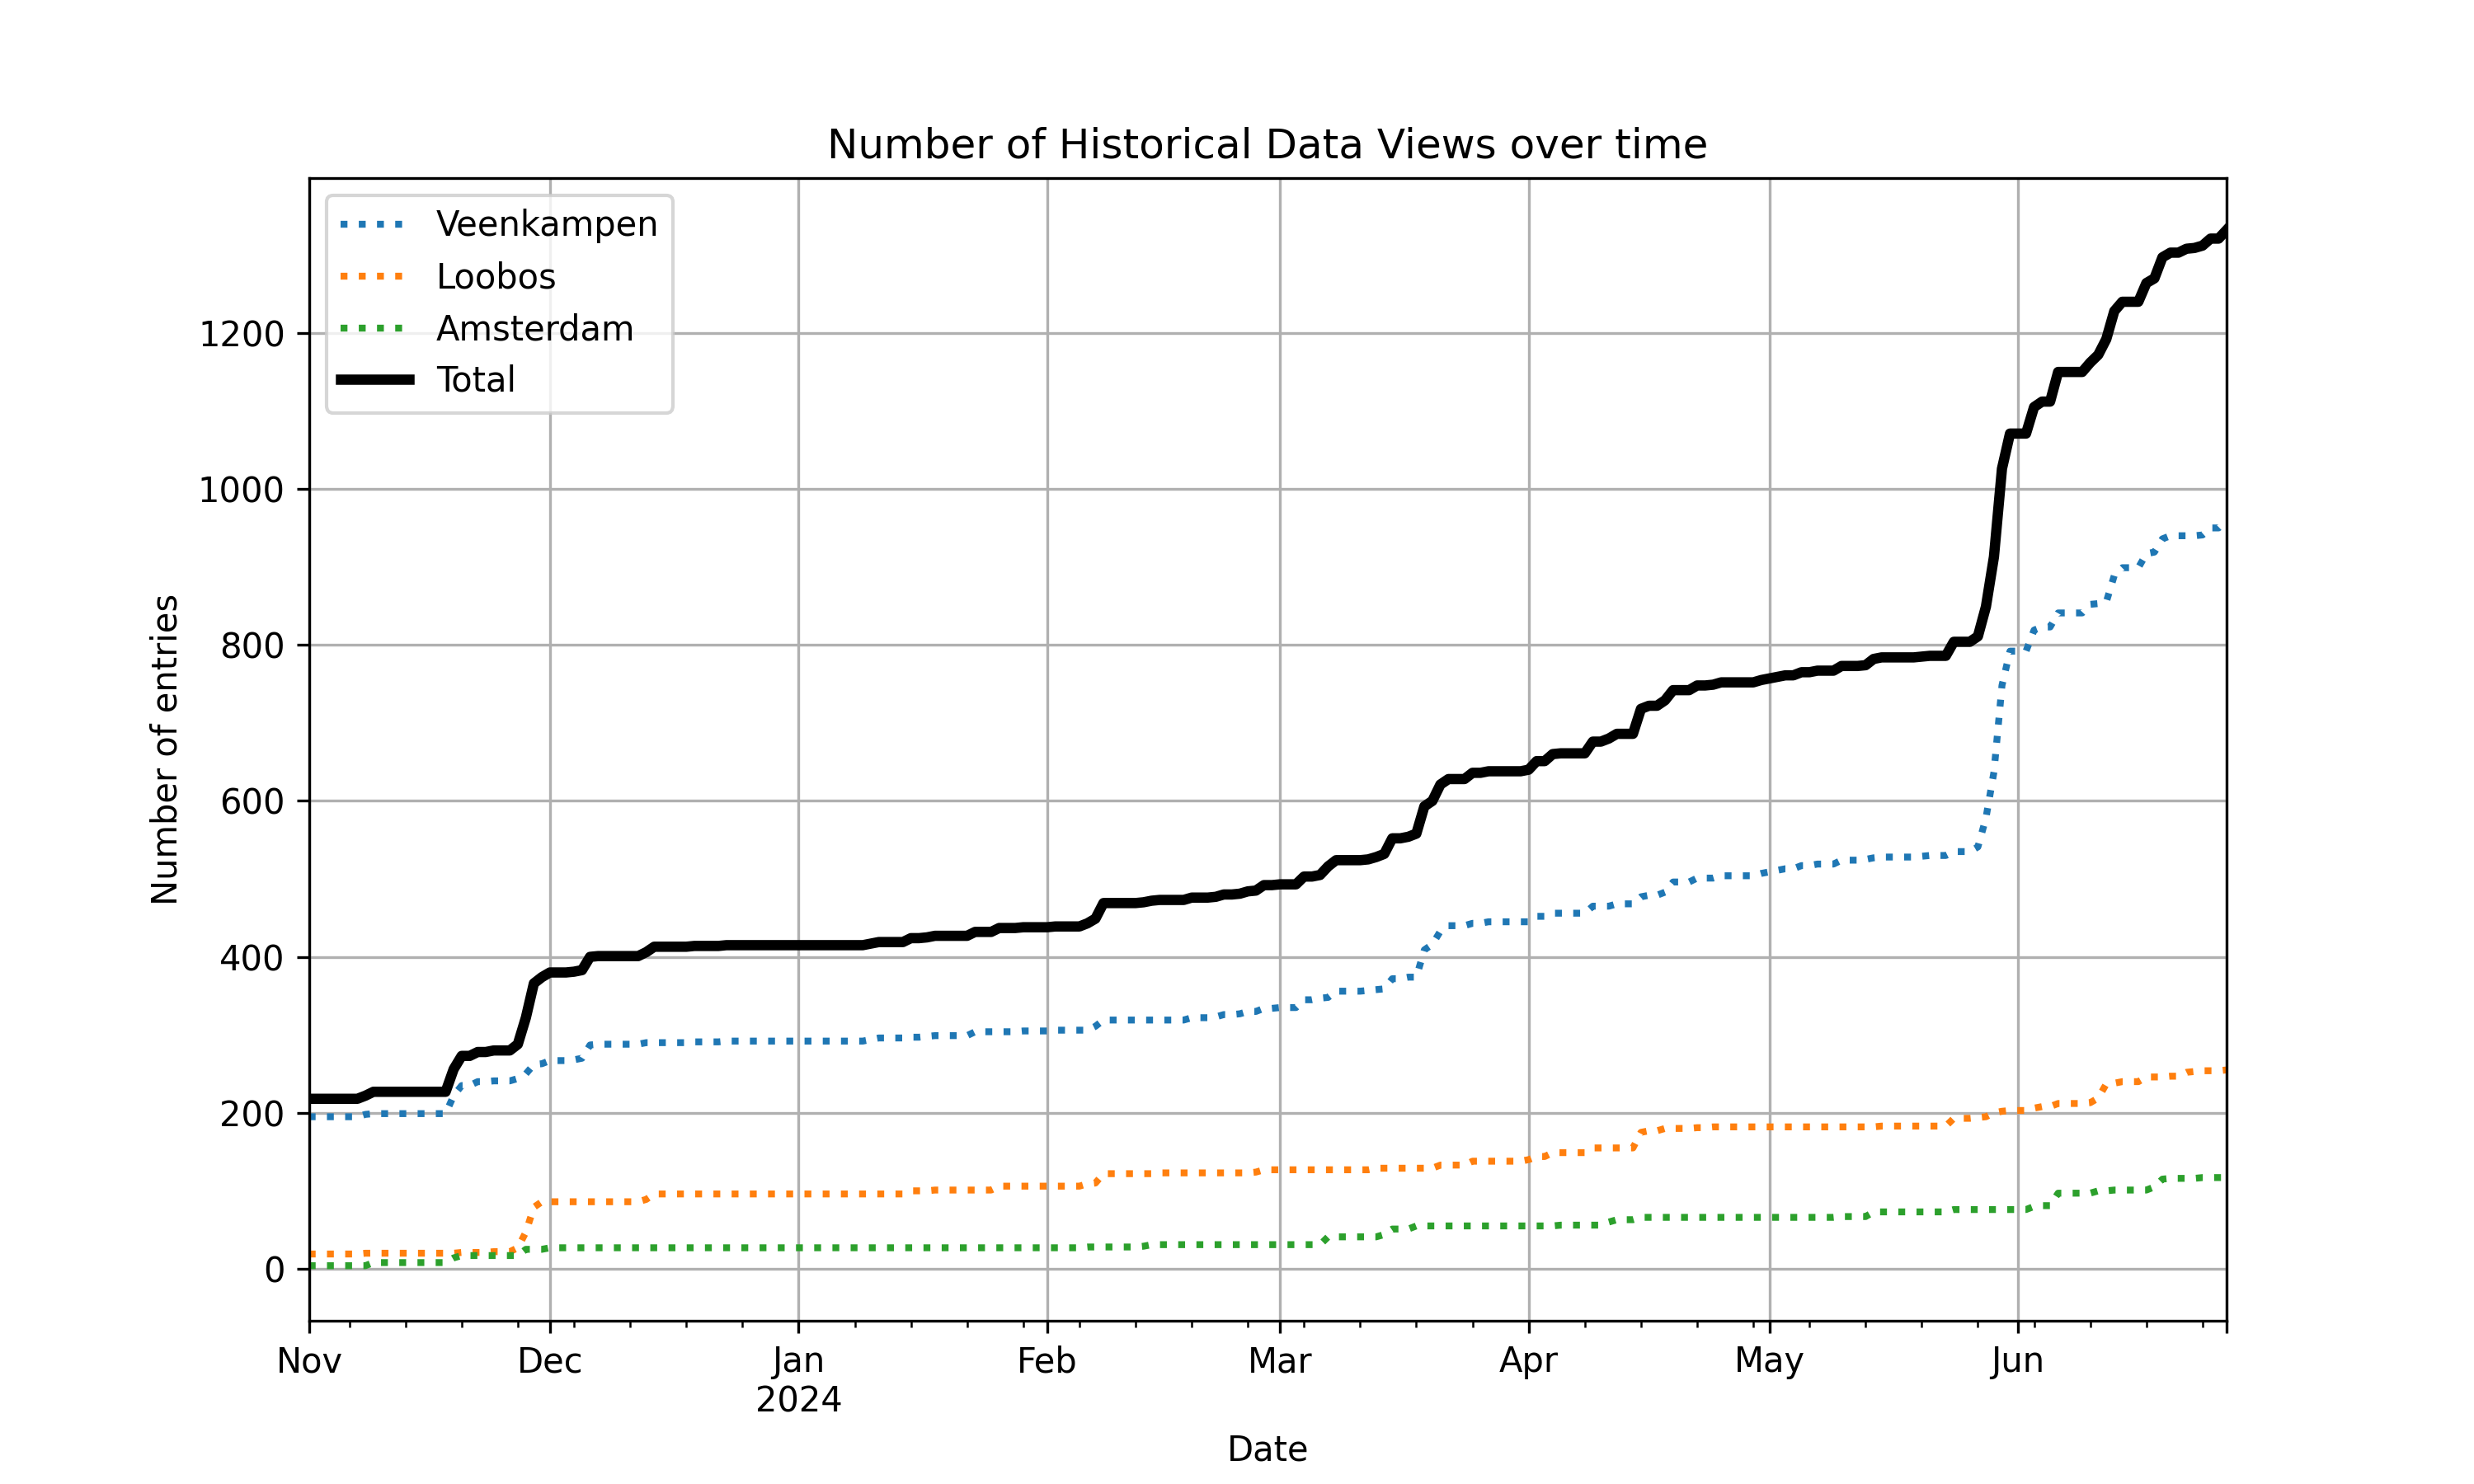 Number of Historical Data Views over time
Veenkampen
Loobos
Amsterdam
Total
1200
1000
800
600
400
200
0
Number of entries
Nov Dec Jan Feb Mar Apr May Jun
2024
Date